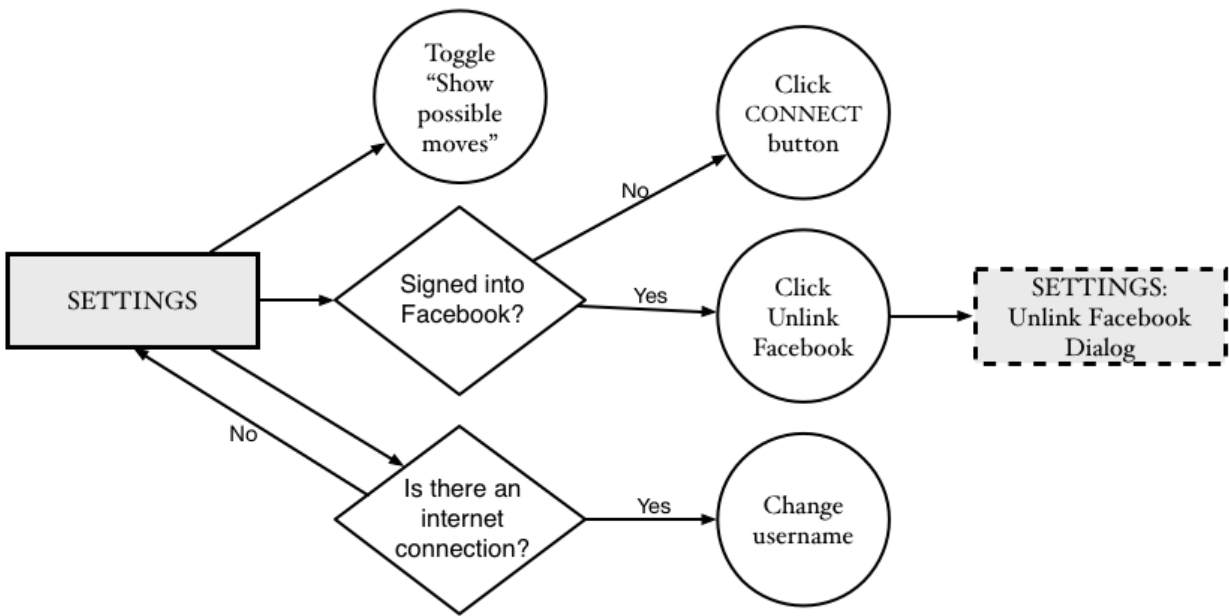 Toggle
“Show
possible
moves”
Click
CONNECT
button
No
SETTINGS
Signed into
Facebook?
Yes
Click
Unlink
Facebook
SETTINGS:
Unlink Facebook
Dialog
No
Is there an
internet
connection?
Yes
Change
username